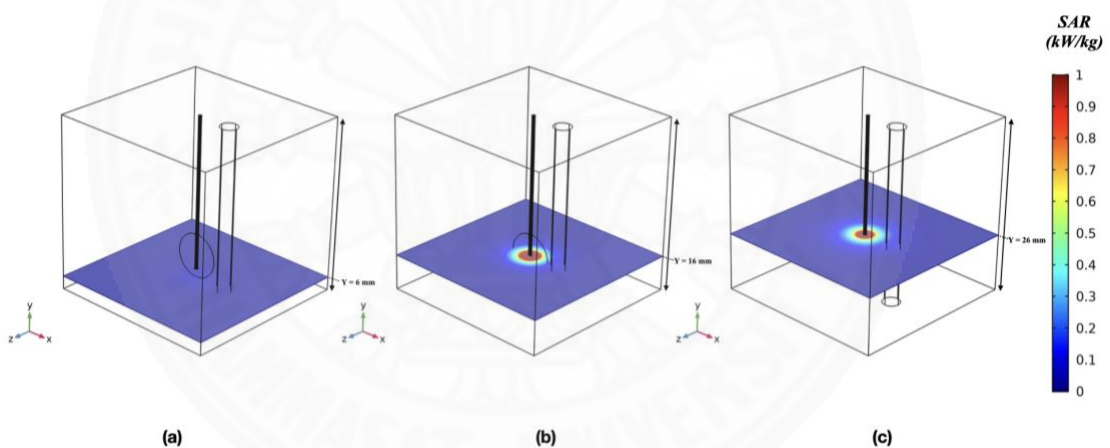 SAR
(kW/kg)
1
0.9
0.8
0.7
0.6
0.5
0.4
0.3
0.2
0.1
0
Y = 6 mm
Y = 16 mm
Y = 26 mm
y
z
x
y
z
x
y
z
x
(a)
(b)
(c)